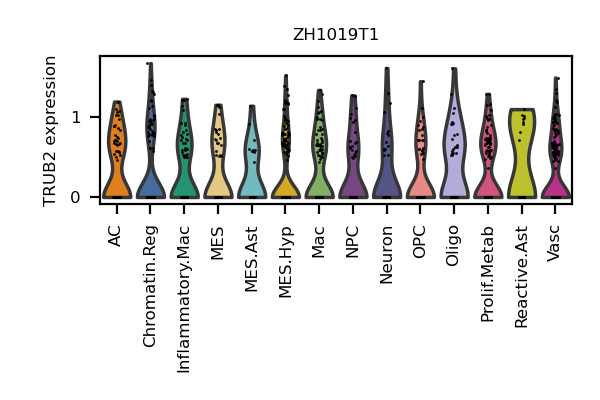 ZH1019T1
TRUB2 expression
1
0
AC
Chromatin.Reg
Inflammatory.Mac
MES
MES.Ast
MES.Hyp
Mac
NPC
Neuron
OPC
Oligo
Prolif.Metab
Reactive.Ast
Vasc